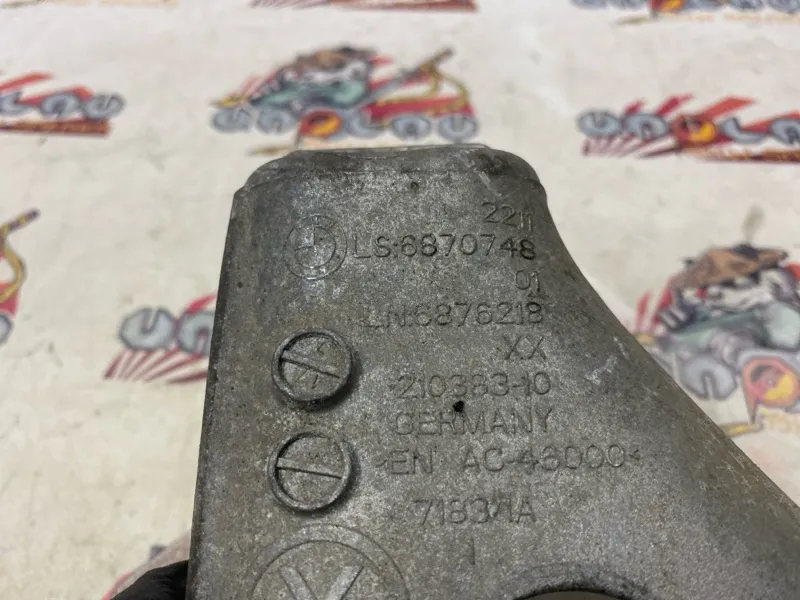 2211
LS:6870748
01
LN:6876218
XX
210383-10
GERMANY
EN AC-46000
7183/1A